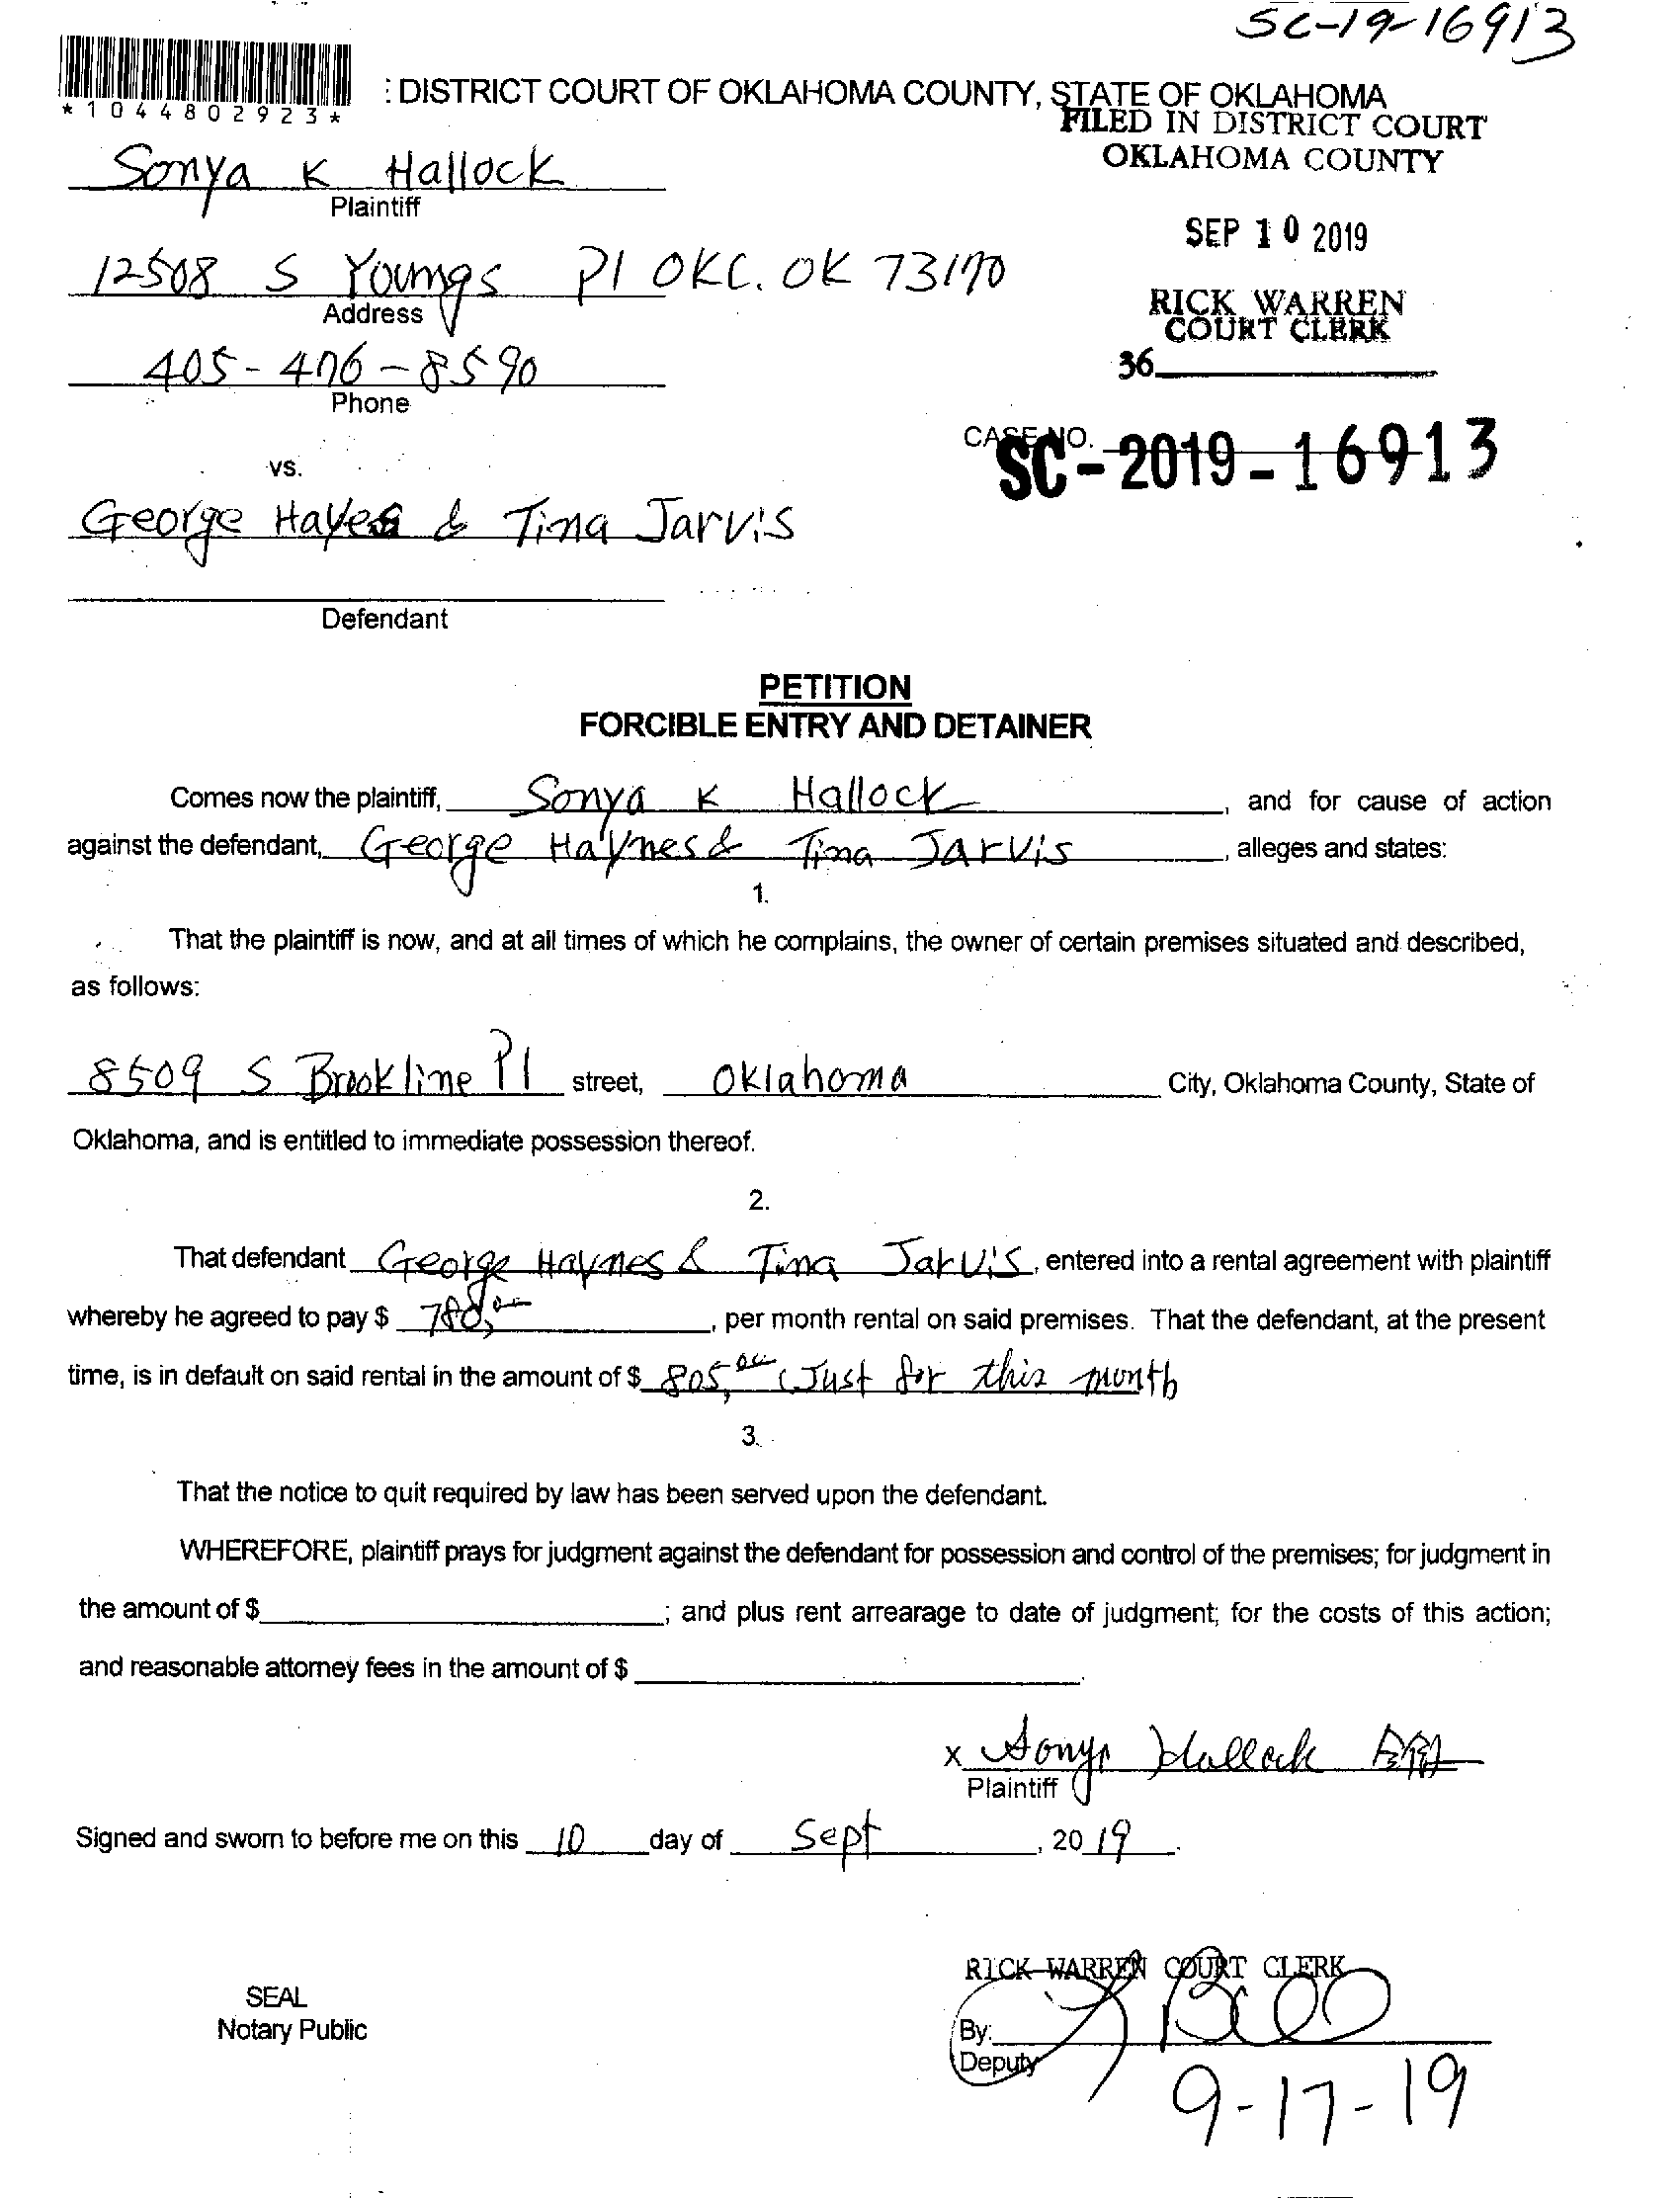 SC-19-16913
*1044802923*
: DISTRICT COURT OF OKLAHOMA COUNTY, STATE OF OKLAHOMA
FILED IN DISTRICT COURT
OKLAHOMA COUNTY
Sonya K Hallock
Plaintiff
SEP 10 2019
12508 S Youngs Pl OKC. OK 73170
Address
RICK WARREN
COURT CLERK
36
405-476-8590
Phone
CASE NO.
SC-2019-16913
vs.
George Hayes & Tina Jarvis
Defendant
PETITION
FORCIBLE ENTRY AND DETAINER
Comes now the plaintiff, Sonya K Hallock, and for cause of action
against the defendant, George Haynes & Tina Jarvis, alleges and states:
1.
That the plaintiff is now, and at all times of which he complains, the owner of certain premises situated and described,
as follows:
8509 S Brookline Pl street, Oklahoma City, Oklahoma County, State of
Oklahoma, and is entitled to immediate possession thereof.
2.
That defendant George Haynes & Tina Jarvis, entered into a rental agreement with plaintiff
whereby he agreed to pay $, per month rental on said premises. That the defendant, at the present
time, is in default on said rental in the amount of $ 805,00 (Just for this month
3.
That the notice to quit required by law has been served upon the defendant.
WHEREFORE, plaintiff prays for judgment against the defendant for possession and control of the premises; for judgment in
the amount of $; and plus rent arrearage to date of judgment; for the costs of this action;
and reasonable attorney fees in the amount of $.
x Sonya Hallock
Plaintiff
Signed and sworn to before me on this 10 day of Sept, 20 19.
RICK WARREN COURT CLERK
SEAL
Notary Public
By:
Deputy
9-17-19